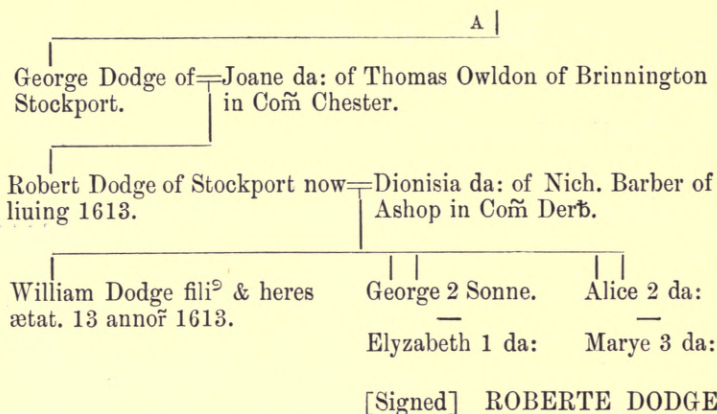 A
George Dodge of Joane da: of Thomas Owldon of Brinnington
Stockport. in Com̃ Chester.
Robert Dodge of Stockport now Dionisia da: of Nich. Barber of
liuing 1613. Ashop in Com̃ Derƀ.
William Dodge fili⁹ & heres George 2 Sonne. Alice 2 da:
ætat. 13 annor̃ 1613.
Elyzabeth 1 da: Marye 3 da:
[Signed] ROBERTE DODGE